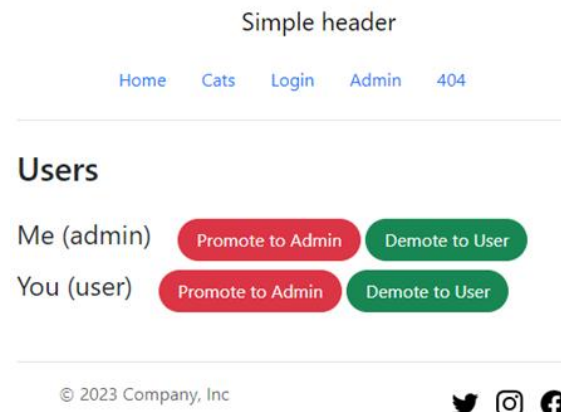 Simple header
Home Cats Login Admin 404
Users
Me (admin) Promote to Admin Demote to User
You (user) Promote to Admin Demote to User
© 2023 Company, Inc